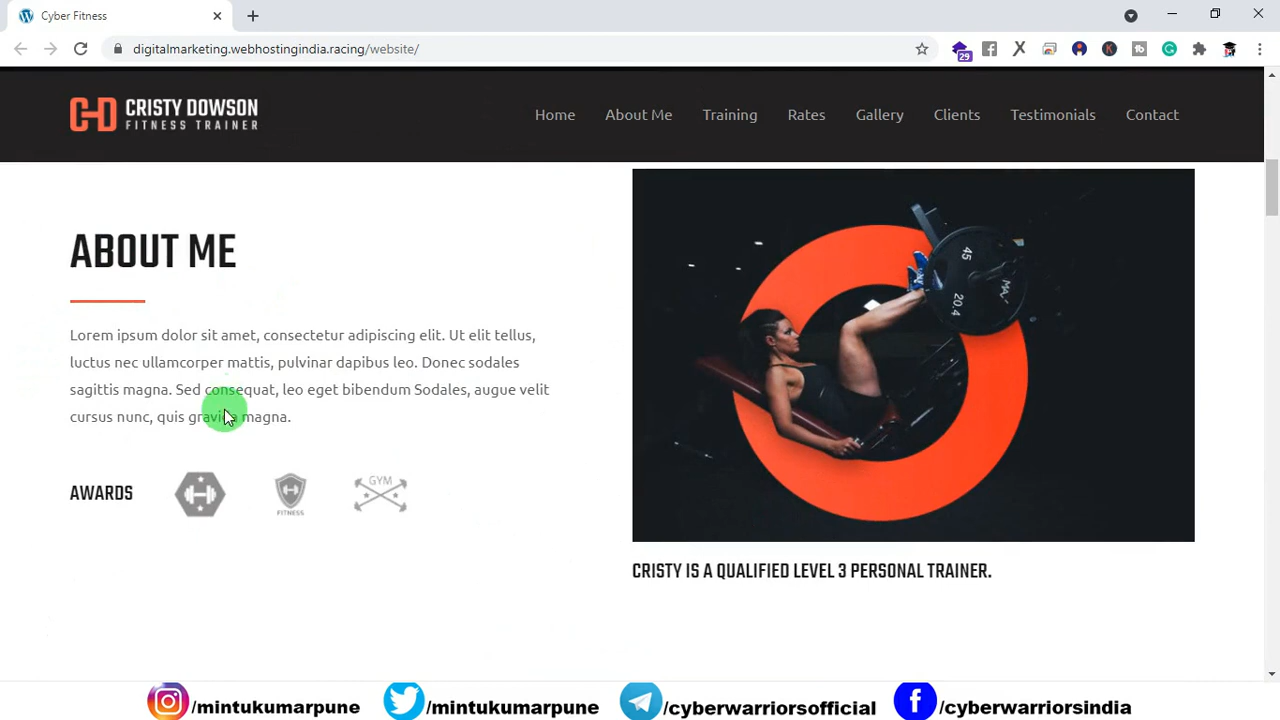 Cyber Fitness
digitalmarketing.webhostingindia.racing/website/
29
CRISTY DOWSON
FITNESS TRAINER
Home About Me Training Rates Gallery Clients Testimonials Contact
ABOUT ME
Lorem ipsum dolor sit amet, consectetur adipiscing elit. Ut elit tellus,
luctus nec ullamcorper mattis, pulvinar dapibus leo. Donec sodales
sagittis magna. Sed consequat, leo eget bibendum Sodales, augue velit
cursus nunc, quis gravida magna.
AWARDS
FITNESS
GYM
45
20.4
CRISTY IS A QUALIFIED LEVEL 3 PERSONAL TRAINER.
/mintukumarpune /mintukumarpune /cyberwarriorsofficial /cyberwarriorsindia